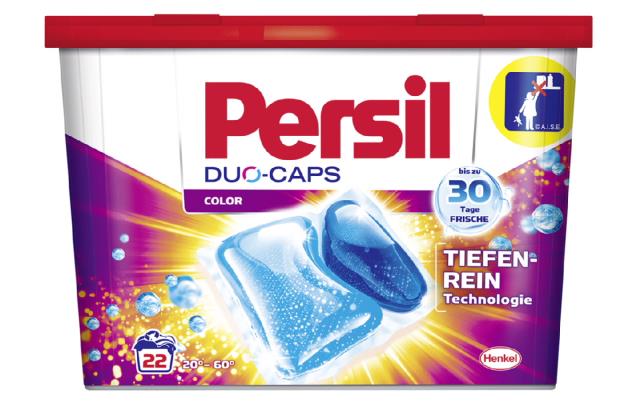 Persil
DUO-CAPS
COLOR
© A.I.S.E.
bis zu
30
Tage
FRISCHE
TIEFEN-
REIN
Technologie
22
20°- 60°
Henkel